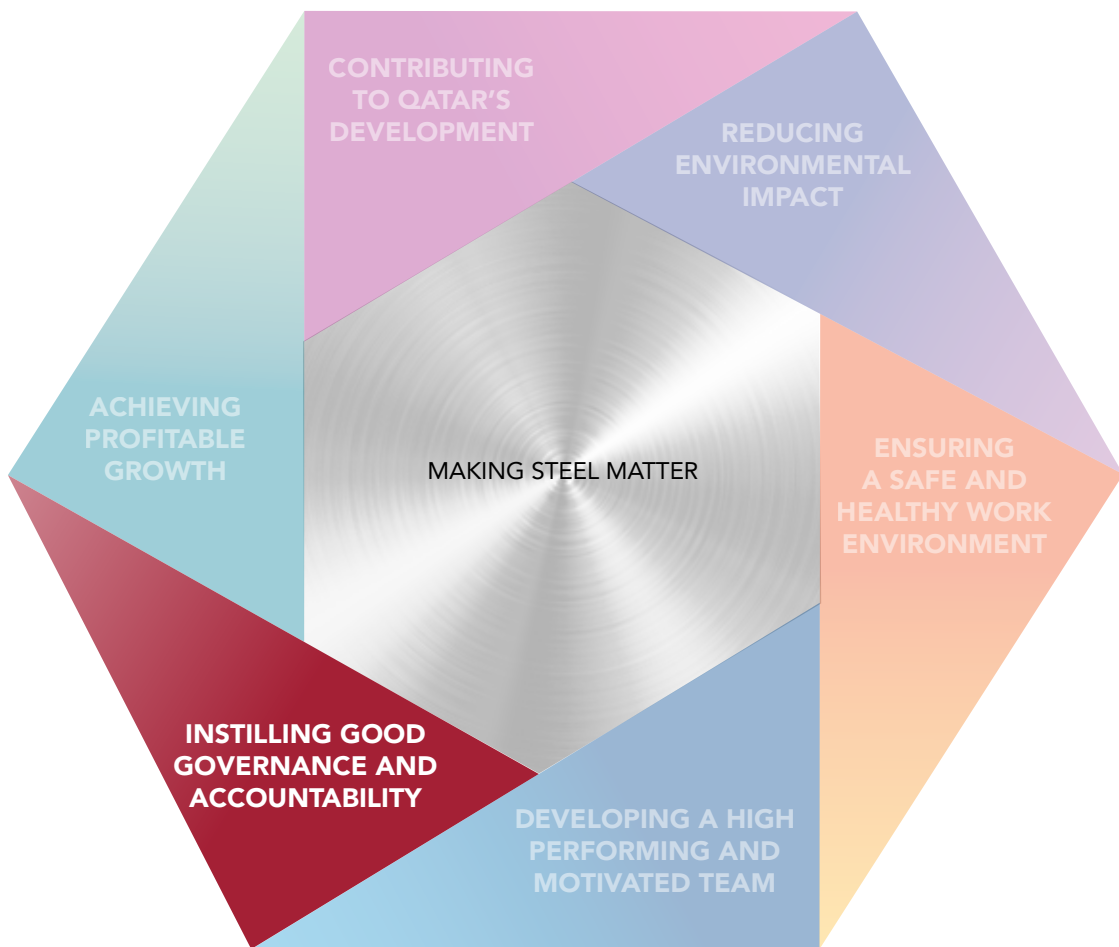 CONTRIBUTING
TO QATAR'S
DEVELOPMENT
REDUCING
ENVIRONMENTAL
IMPACT
ACHIEVING
PROFITABLE
GROWTH
MAKING STEEL MATTER
ENSURING
A SAFE AND
HEALTHY WORK
ENVIRONMENT
INSTILLING GOOD
GOVERNANCE AND
ACCOUNTABILITY
DEVELOPING A HIGH
PERFORMING AND
MOTIVATED TEAM